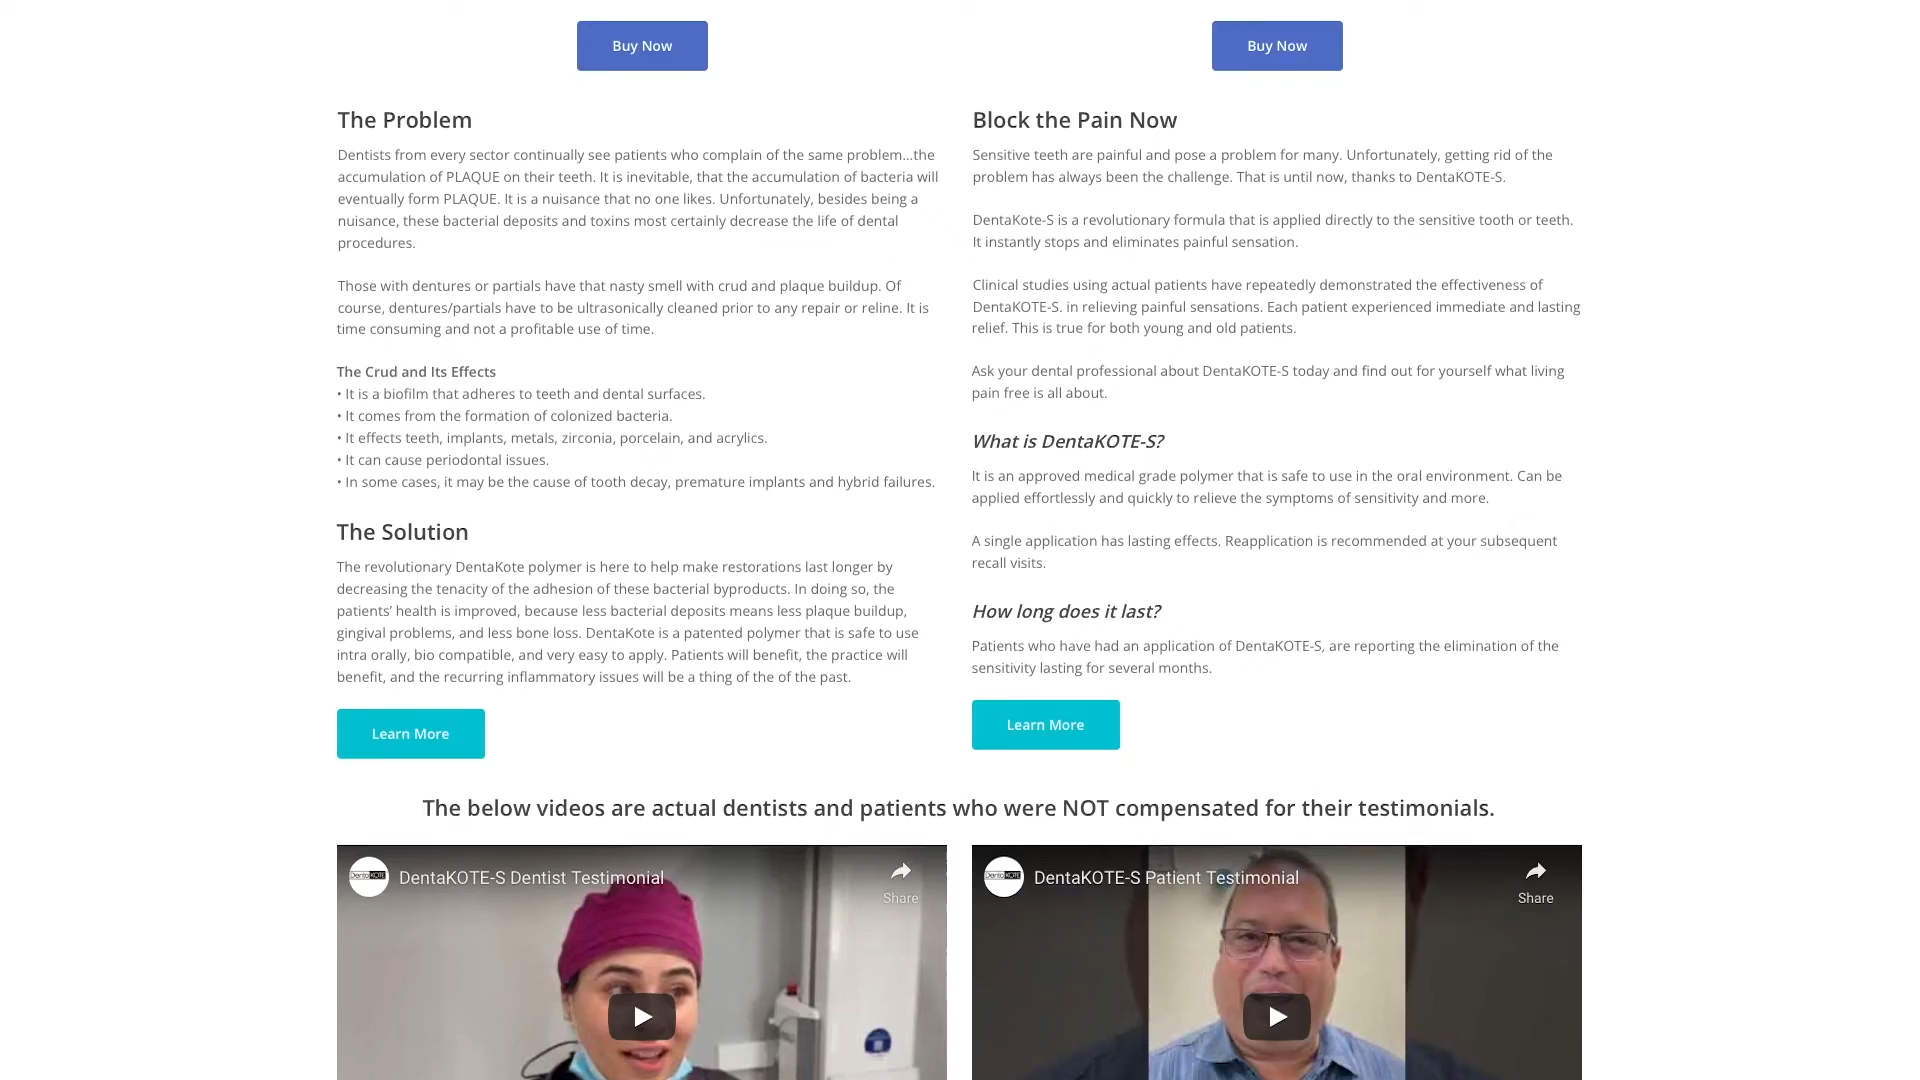 Buy Now
The Problem
Dentists from every sector continually see patients who complain of the same problem...the
accumulation of PLAQUE on their teeth. It is inevitable, that the accumulation of bacteria will
eventually form PLAQUE. It is a nuisance that no one likes. Unfortunately, besides being a
nuisance, these bacterial deposits and toxins most certainly decrease the life of dental
procedures.
Those with dentures or partials have that nasty smell with crud and plaque buildup. Of
course, dentures/partials have to be ultrasonically cleaned prior to any repair or reline. It is
time consuming and not a profitable use of time.
The Crud and Its Effects
• It is a biofilm that adheres to teeth and dental surfaces.
• It comes from the formation of colonized bacteria.
• It effects teeth, implants, metals, zirconia, porcelain, and acrylics.
• It can cause periodontal issues.
• In some cases, it may be the cause of tooth decay, premature implants and hybrid failures.
The Solution
The revolutionary DentaKote polymer is here to help make restorations last longer by
decreasing the tenacity of the adhesion of these bacterial byproducts. In doing so, the
patients’ health is improved, because less bacterial deposits means less plaque buildup,
gingival problems, and less bone loss. DentaKote is a patented polymer that is safe to use
intra orally, bio compatible, and very easy to apply. Patients will benefit, the practice will
benefit, and the recurring inflammatory issues will be a thing of the of the past.
Learn More
Buy Now
Block the Pain Now
Sensitive teeth are painful and pose a problem for many. Unfortunately, getting rid of the
problem has always been the challenge. That is until now, thanks to DentaKOTE-S.
DentaKote-S is a revolutionary formula that is applied directly to the sensitive tooth or teeth.
It instantly stops and eliminates painful sensation.
Clinical studies using actual patients have repeatedly demonstrated the effectiveness of
DentaKOTE-S. in relieving painful sensations. Each patient experienced immediate and lasting
relief. This is true for both young and old patients.
Ask your dental professional about DentaKOTE-S today and find out for yourself what living
pain free is all about.
What is DentaKOTE-S?
It is an approved medical grade polymer that is safe to use in the oral environment. Can be
applied effortlessly and quickly to relieve the symptoms of sensitivity and more.
A single application has lasting effects. Reapplication is recommended at your subsequent
recall visits.
How long does it last?
Patients who have had an application of DentaKOTE-S, are reporting the elimination of the
sensitivity lasting for several months.
Learn More
The below videos are actual dentists and patients who were NOT compensated for their testimonials.
DentaKOTE
DentaKOTE-S Dentist Testimonial
Share
DentaKOTE
DentaKOTE-S Patient Testimonial
Share